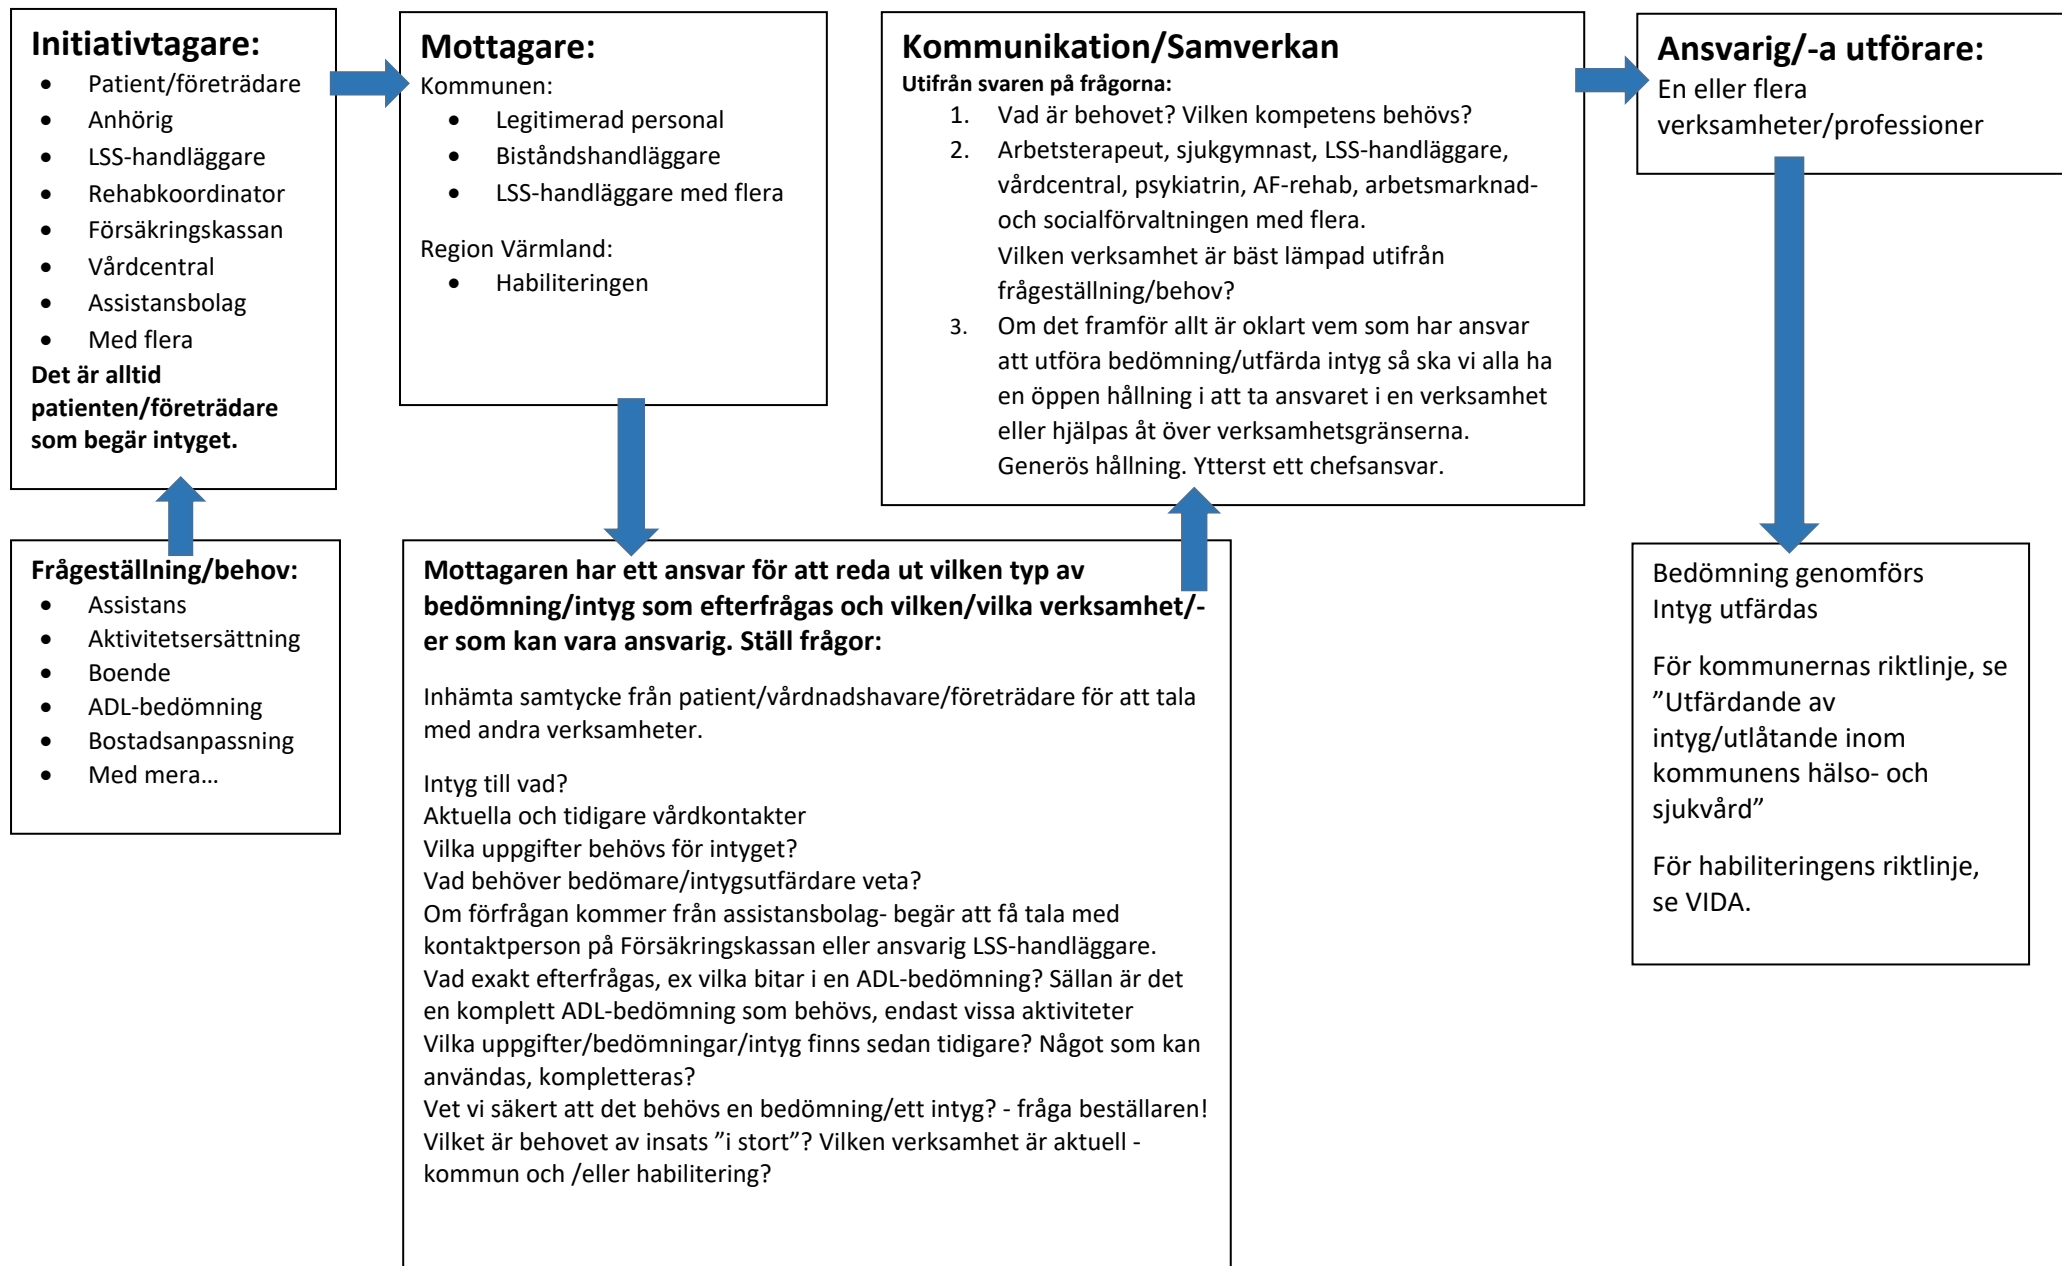 Initiativtagare:
• Patient/företrädare
• Anhörig
• LSS-handläggare
• Rehabkoordinator
• Försäkringskassan
• Vårdcentral
• Assistansbolag
• Med flera
Det är alltid
patienten/företrädare
som begär intyget.
Frågeställning/behov:
• Assistans
• Aktivitetsersättning
• Boende
• ADL-bedömning
• Bostadsanpassning
• Med mera…
Mottagare:
Kommunen:
• Legitimerad personal
• Biståndshandläggare
• LSS-handläggare med flera
Region Värmland:
• Habiliteringen
Mottagaren har ett ansvar för att reda ut vilken typ av
bedömning/intyg som efterfrågas och vilken/vilka verksamhet/-
er som kan vara ansvarig. Ställ frågor:
Inhämta samtycke från patient/vårdnadshavare/företrädare för att tala
med andra verksamheter.
Intyg till vad?
Aktuella och tidigare vårdkontakter
Vilka uppgifter behövs för intyget?
Vad behöver bedömare/intygsutfärdare veta?
Om förfrågan kommer från assistansbolag- begär att få tala med
kontaktperson på Försäkringskassan eller ansvarig LSS-handläggare.
Vad exakt efterfrågas, ex vilka bitar i en ADL-bedömning? Sällan är det
en komplett ADL-bedömning som behövs, endast vissa aktiviteter
Vilka uppgifter/bedömningar/intyg finns sedan tidigare? Något som kan
användas, kompletteras?
Vet vi säkert att det behövs en bedömning/ett intyg? - fråga beställaren!
Vilket är behovet av insats ”i stort”? Vilken verksamhet är aktuell -
kommun och /eller habilitering?
Kommunikation/Samverkan
Utifrån svaren på frågorna:
1. Vad är behovet? Vilken kompetens behövs?
2. Arbetsterapeut, sjukgymnast, LSS-handläggare,
vårdcentral, psykiatrin, AF-rehab, arbetsmarknad-
och socialförvaltningen med flera.
Vilken verksamhet är bäst lämpad utifrån
frågeställning/behov?
3. Om det framför allt är oklart vem som har ansvar
att utföra bedömning/utfärda intyg så ska vi alla ha
en öppen hållning i att ta ansvaret i en verksamhet
eller hjälpas åt över verksamhetsgränserna.
Generös hållning. Ytterst ett chefsansvar.
Ansvarig/-a utförare:
En eller flera
verksamheter/professioner
Bedömning genomförs
Intyg utfärdas
För kommunernas riktlinje, se
”Utfärdande av
intyg/utlåtande inom
kommunens hälso- och
sjukvård”
För habiliteringens riktlinje,
se VIDA.